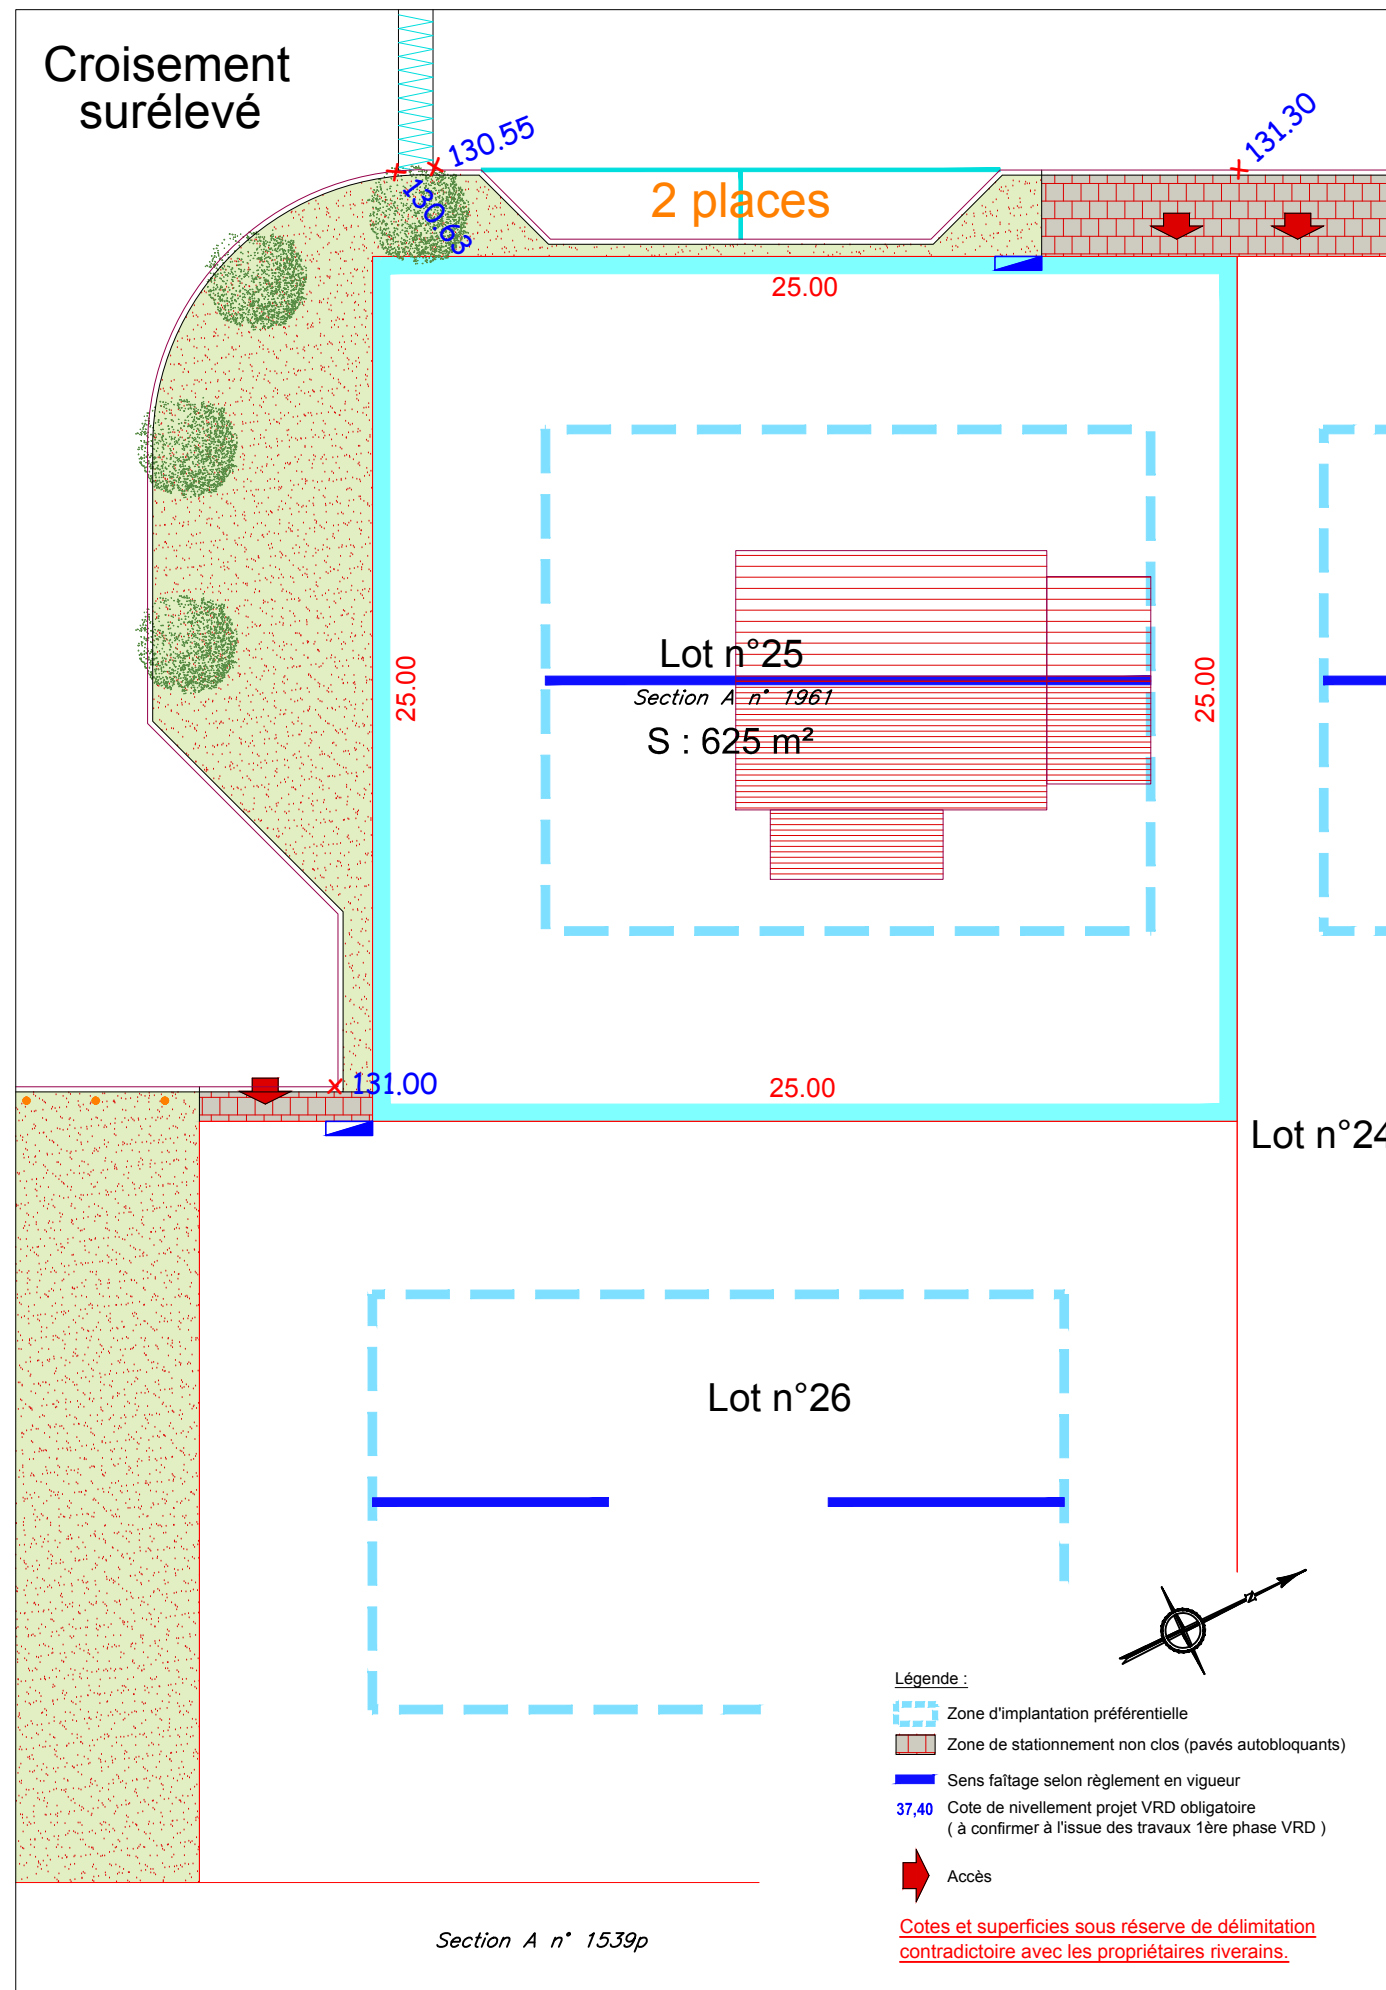 Croisement
surélevé
130.55
130.63
131.30
2 places
25.00
Lot n°25
Section A n° 1961
S : 625 m²
25.00
25.00
131.00
25.00
Lot n°24
Lot n°26
N
Légende :
Zone d'implantation préférentielle
Zone de stationnement non clos (pavés autobloquants)
Sens faîtage selon règlement en vigueur
37,40 Cote de nivellement projet VRD obligatoire
( à confirmer à l'issue des travaux 1ère phase VRD )
Accès
Cotes et superficies sous réserve de délimitation
contradictoire avec les propriétaires riverains.
Section A n° 1539p